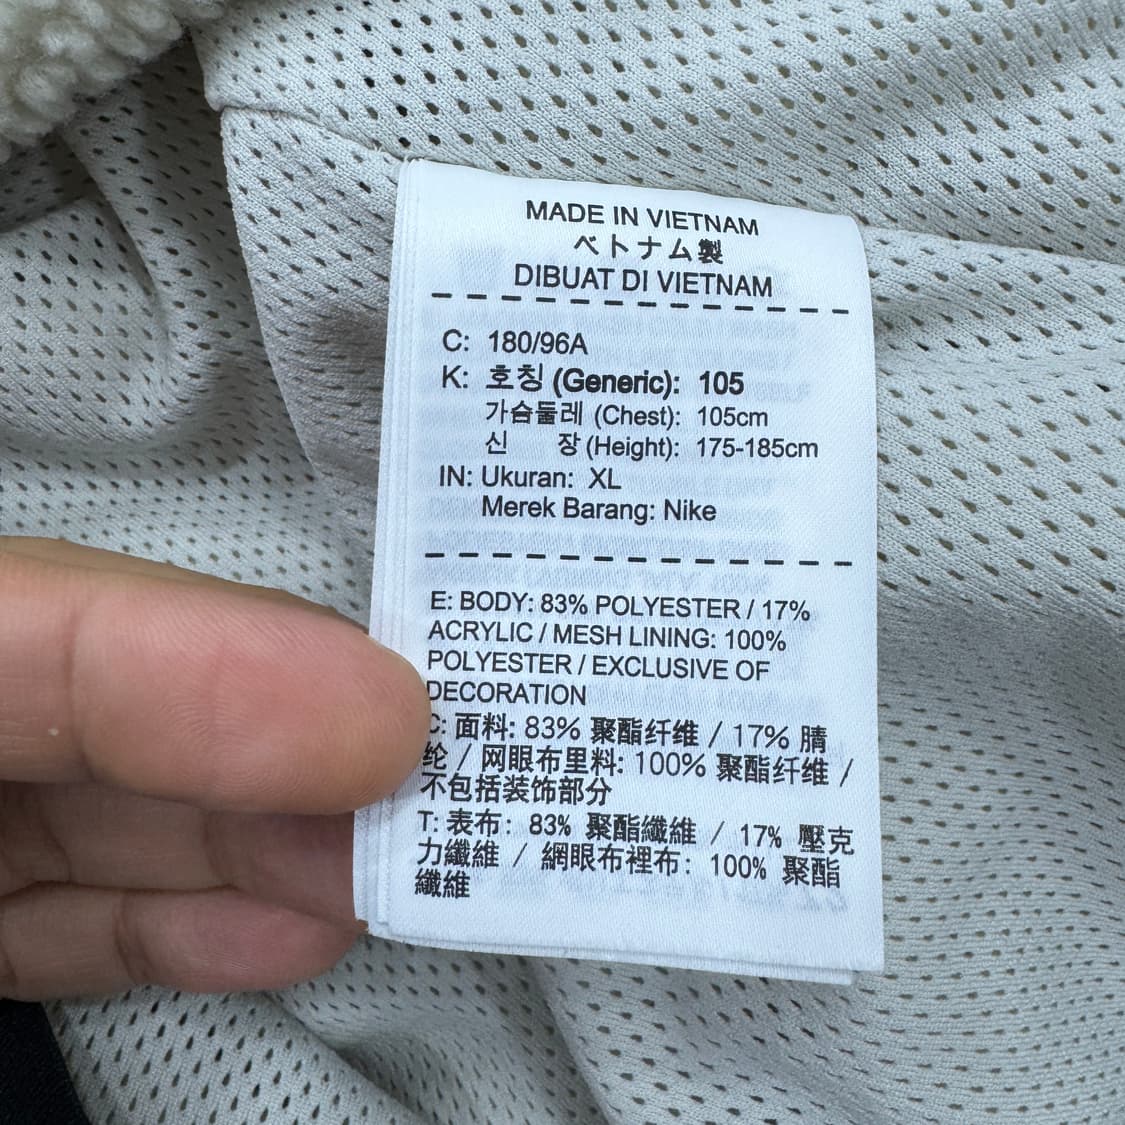 MADE IN VIETNAM
ベトナム製
DIBUAT DI VIETNAM
C: 180/96A
K: 호칭 (Generic): 105
가슴둘레 (Chest): 105cm
신 장 (Height): 175-185cm
IN: Ukuran: XL
Merek Barang: Nike
E: BODY: 83% POLYESTER / 17%
ACRYLIC / MESH LINING: 100%
POLYESTER / EXCLUSIVE OF
DECORATION
C: 面料: 83% 聚酯纤维 / 17% 腈
纶 / 网眼布里料: 100% 聚酯纤维 /
不包括装饰部分
T: 表布: 83% 聚酯纖維 / 17% 壓克
力纖維 / 網眼布裡布: 100% 聚酯
纖維